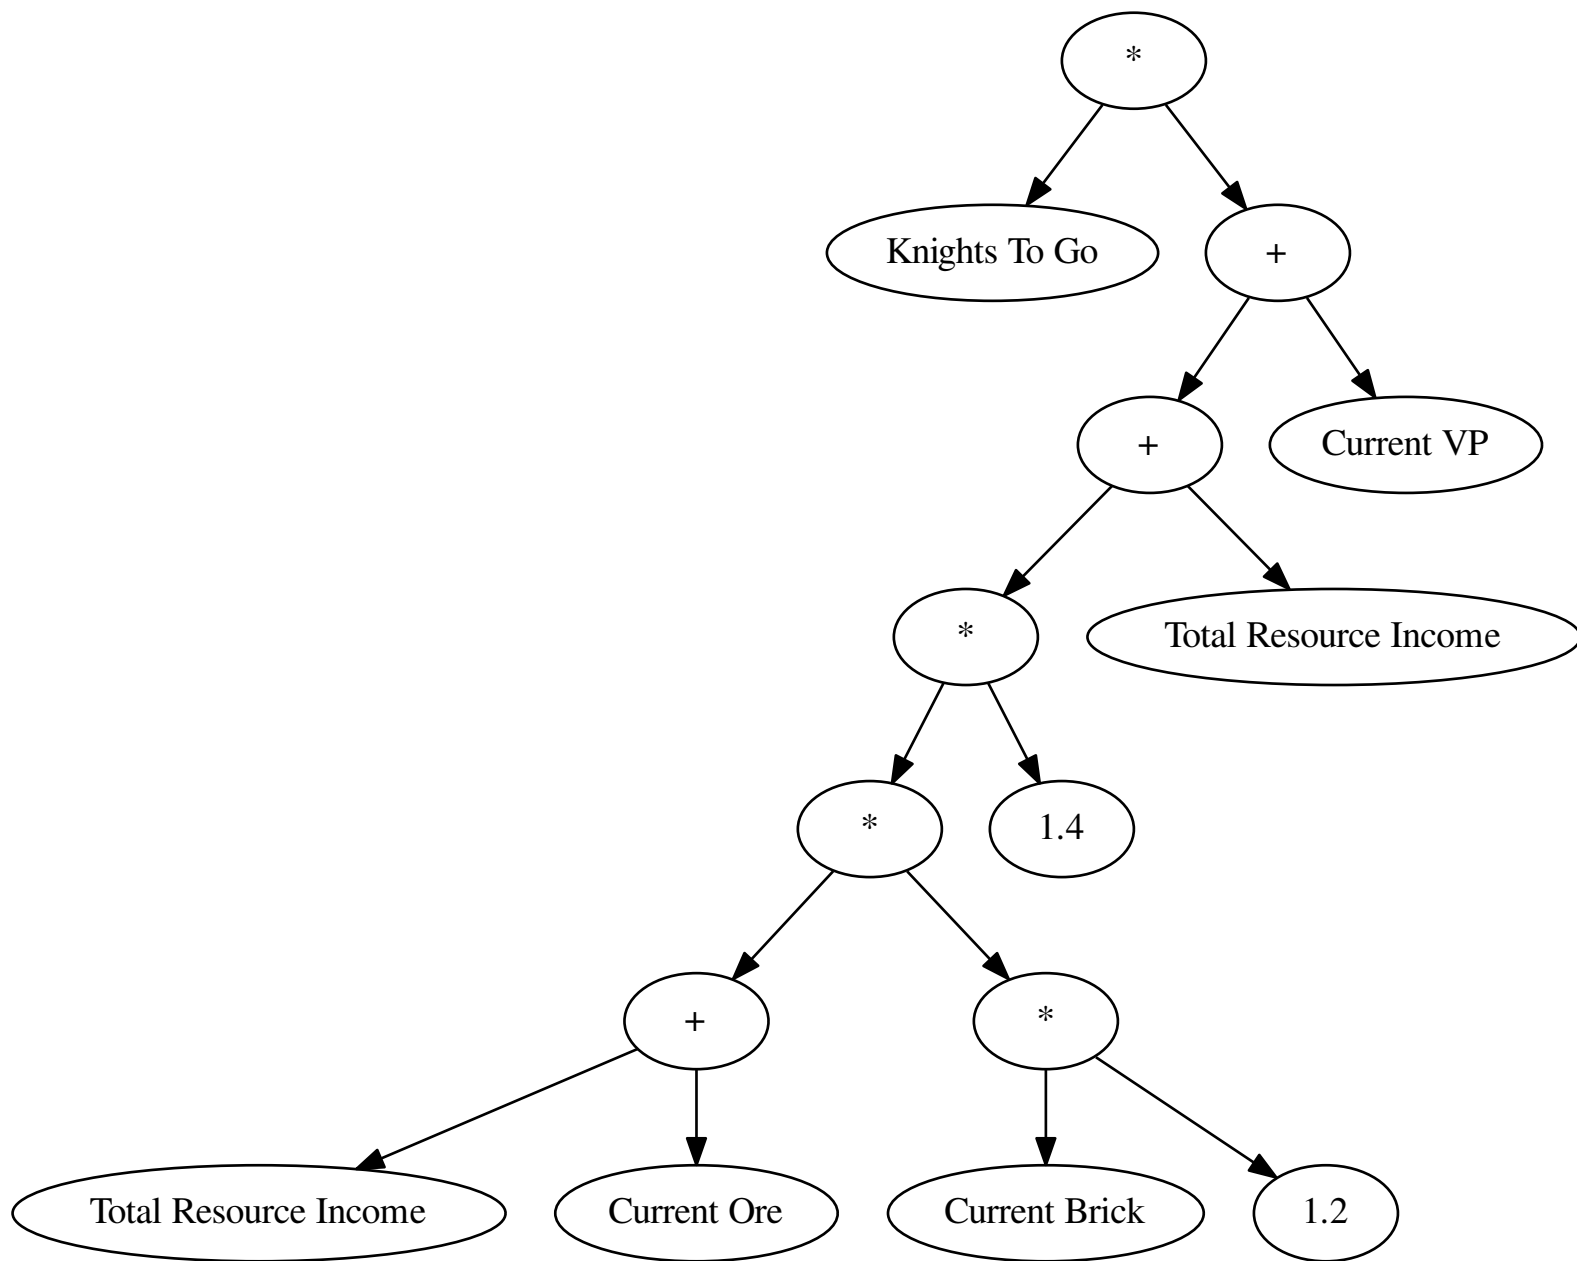 *
Knights To Go
+
+
Current VP
*
Total Resource Income
*
1.4
+
*
Total Resource Income
Current Ore
Current Brick
1.2